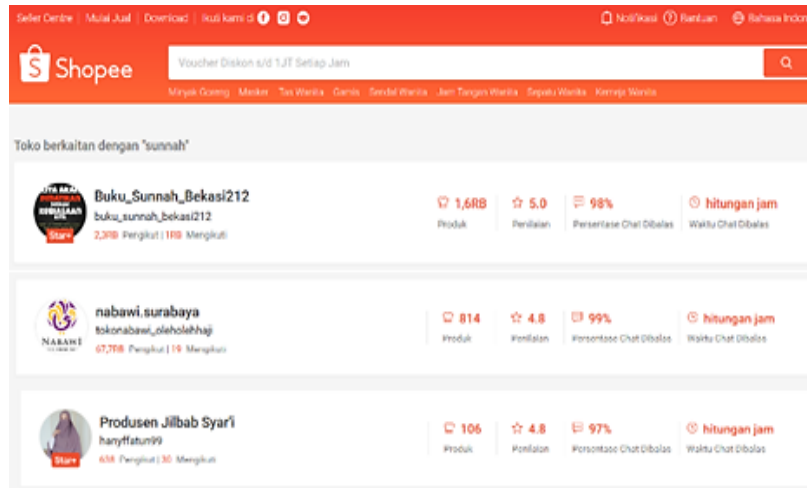 Seller Centre | Mulai Jual | Download | Ikuti kami di
Notifikasi Bantuan Bahasa Indon
Shopee
Voucher Diskon s/d 1JT Setiap Jam
Minyak Goreng Masker Tas Wanita Gamis Sendal Wanita Jam Tangan Wanita Sepatu Wanita Kemeja Wanita
Toko berkaitan dengan "sunnah"
Buku_Sunnah_Bekasi212
buku_sunnah_bekasi212
Star+
2,3RB Pengikut | 1RB Mengikuti
1,6RB
Produk
5.0
Penilaian
98%
Persentase Chat Dibalas
hitungan jam
Waktu Chat Dibalas
NABAWI
nabawi.surabaya
tokonabawi_oleholehhaji
67,7RB Pengikut | 19 Mengikuti
814
Produk
4.8
Penilaian
99%
Persentase Chat Dibalas
hitungan jam
Waktu Chat Dibalas
Produsen Jilbab Syar'i
hanyffatun99
Star+
638 Pengikut | 30 Mengikuti
106
Produk
4.8
Penilaian
97%
Persentase Chat Dibalas
hitungan jam
Waktu Chat Dibalas